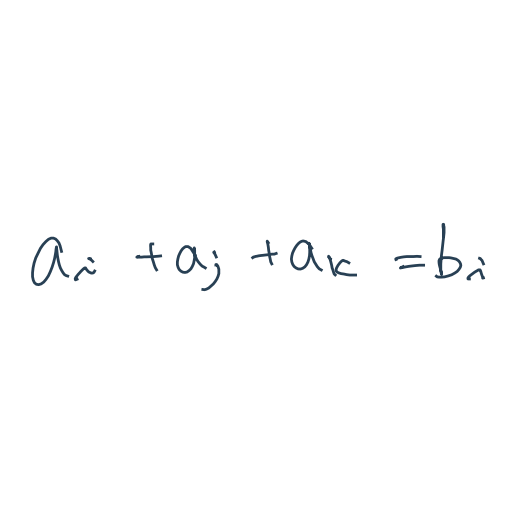 a_i + a_j + a_k = b_i